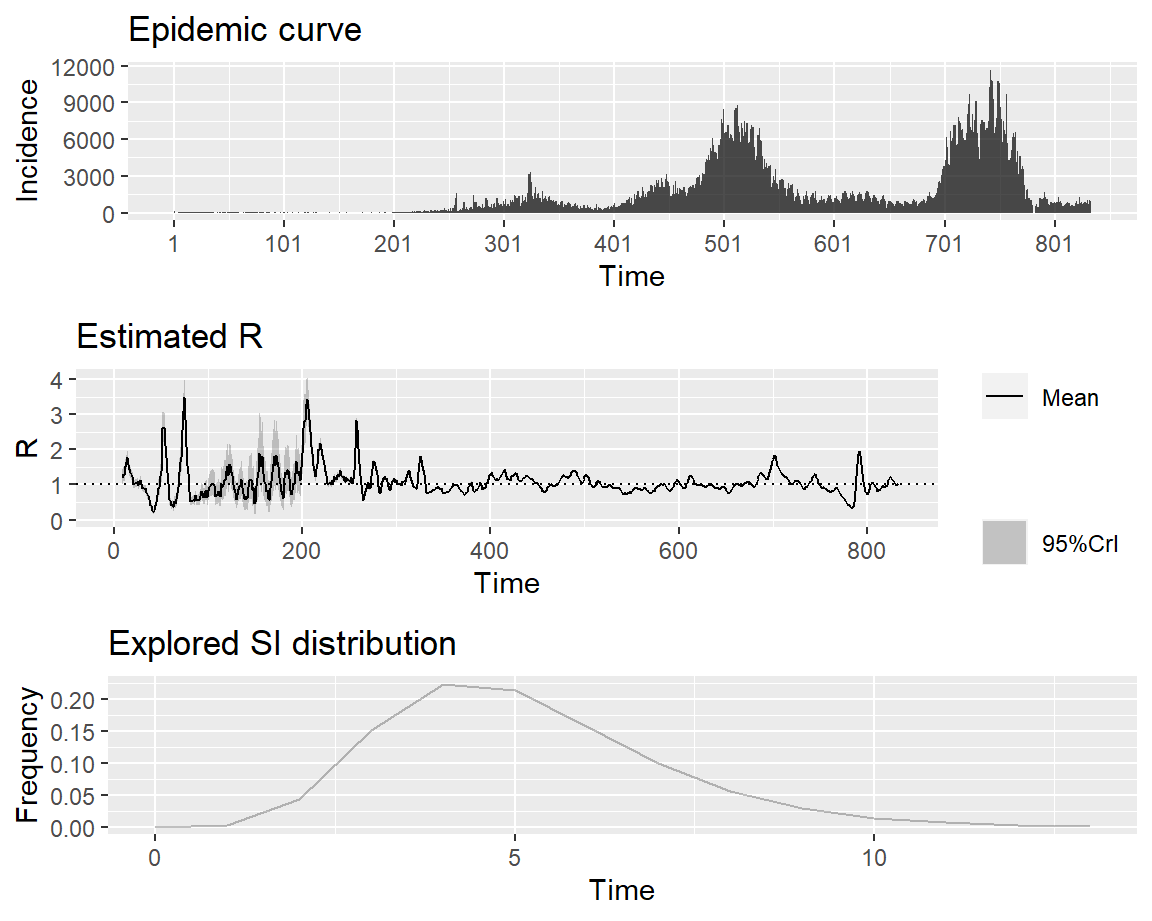 Epidemic curve
Incidence
12000
9000
6000
3000
0
1 101 201 301 401 501 601 701 801
Time
Estimated R
R
4
3
2
1
0
0 200 400 600 800
Time
Mean
95%CrI
Explored SI distribution
Frequency
0.20
0.15
0.10
0.05
0.00
0 5 10
Time